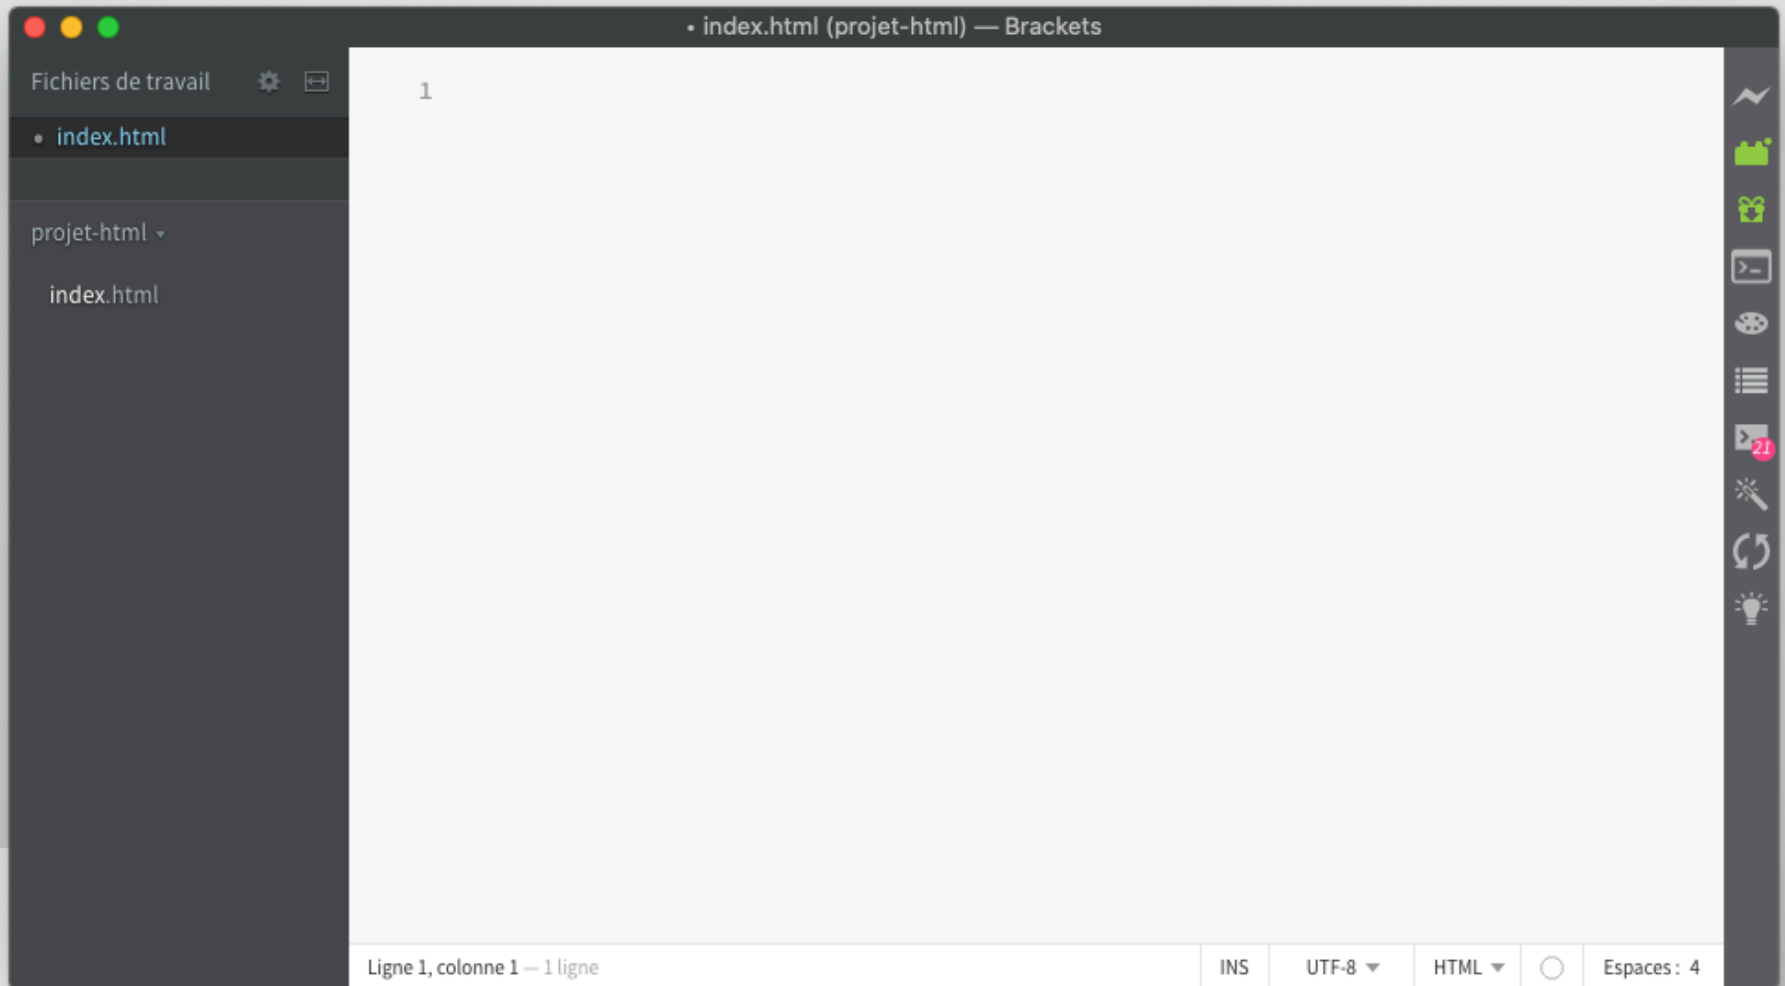 • index.html (projet-html) — Brackets
Fichiers de travail
• index.html
projet-html
index.html
1
21
Ligne 1, colonne 1 — 1 ligne
INS
UTF-8
HTML
Espaces : 4